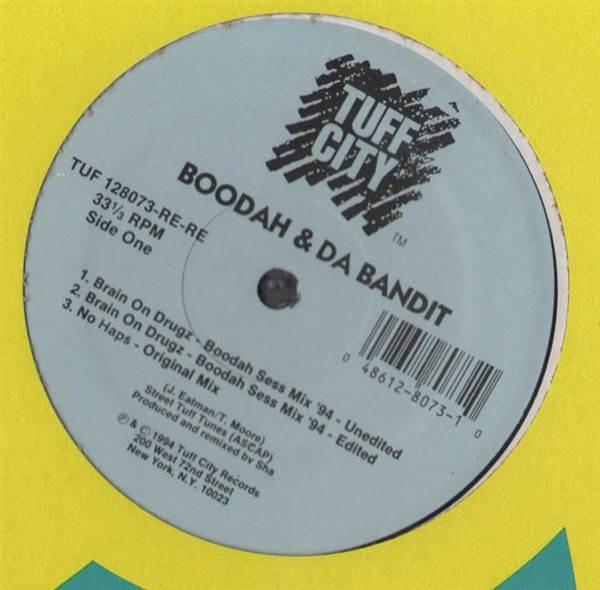 TUFF
CITY
™
BOODAH & DA BANDIT
TUF 128073-RE-RE
33⅓ RPM
Side One
0 48612-8073-1 0
1. Brain On Drugz - Boodah Sess Mix '94 - Unedited
2. Brain On Drugz - Boodah Sess Mix '94 - Edited
3. No Haps - Original Mix
(J. Eatman/T. Moore)
Street Tuff Tunes (ASCAP)
Produced and remixed by Sha
℗ & © 1994 Tuff City Records
200 West 72nd Street
New York, N.Y. 10023